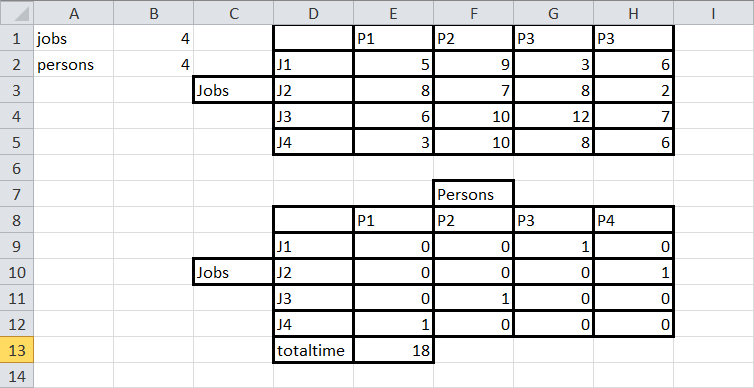 A B C D E F G H I
1 jobs 4 P1 P2 P3 P3
2 persons 4 J1 5 9 3 6
3 Jobs J2 8 7 8 2
4 J3 6 10 12 7
5 J4 3 10 8 6
6
7 Persons
8 P1 P2 P3 P4
9 J1 0 0 1 0
10 Jobs J2 0 0 0 1
11 J3 0 1 0 0
12 J4 1 0 0 0
13 totaltime 18
14